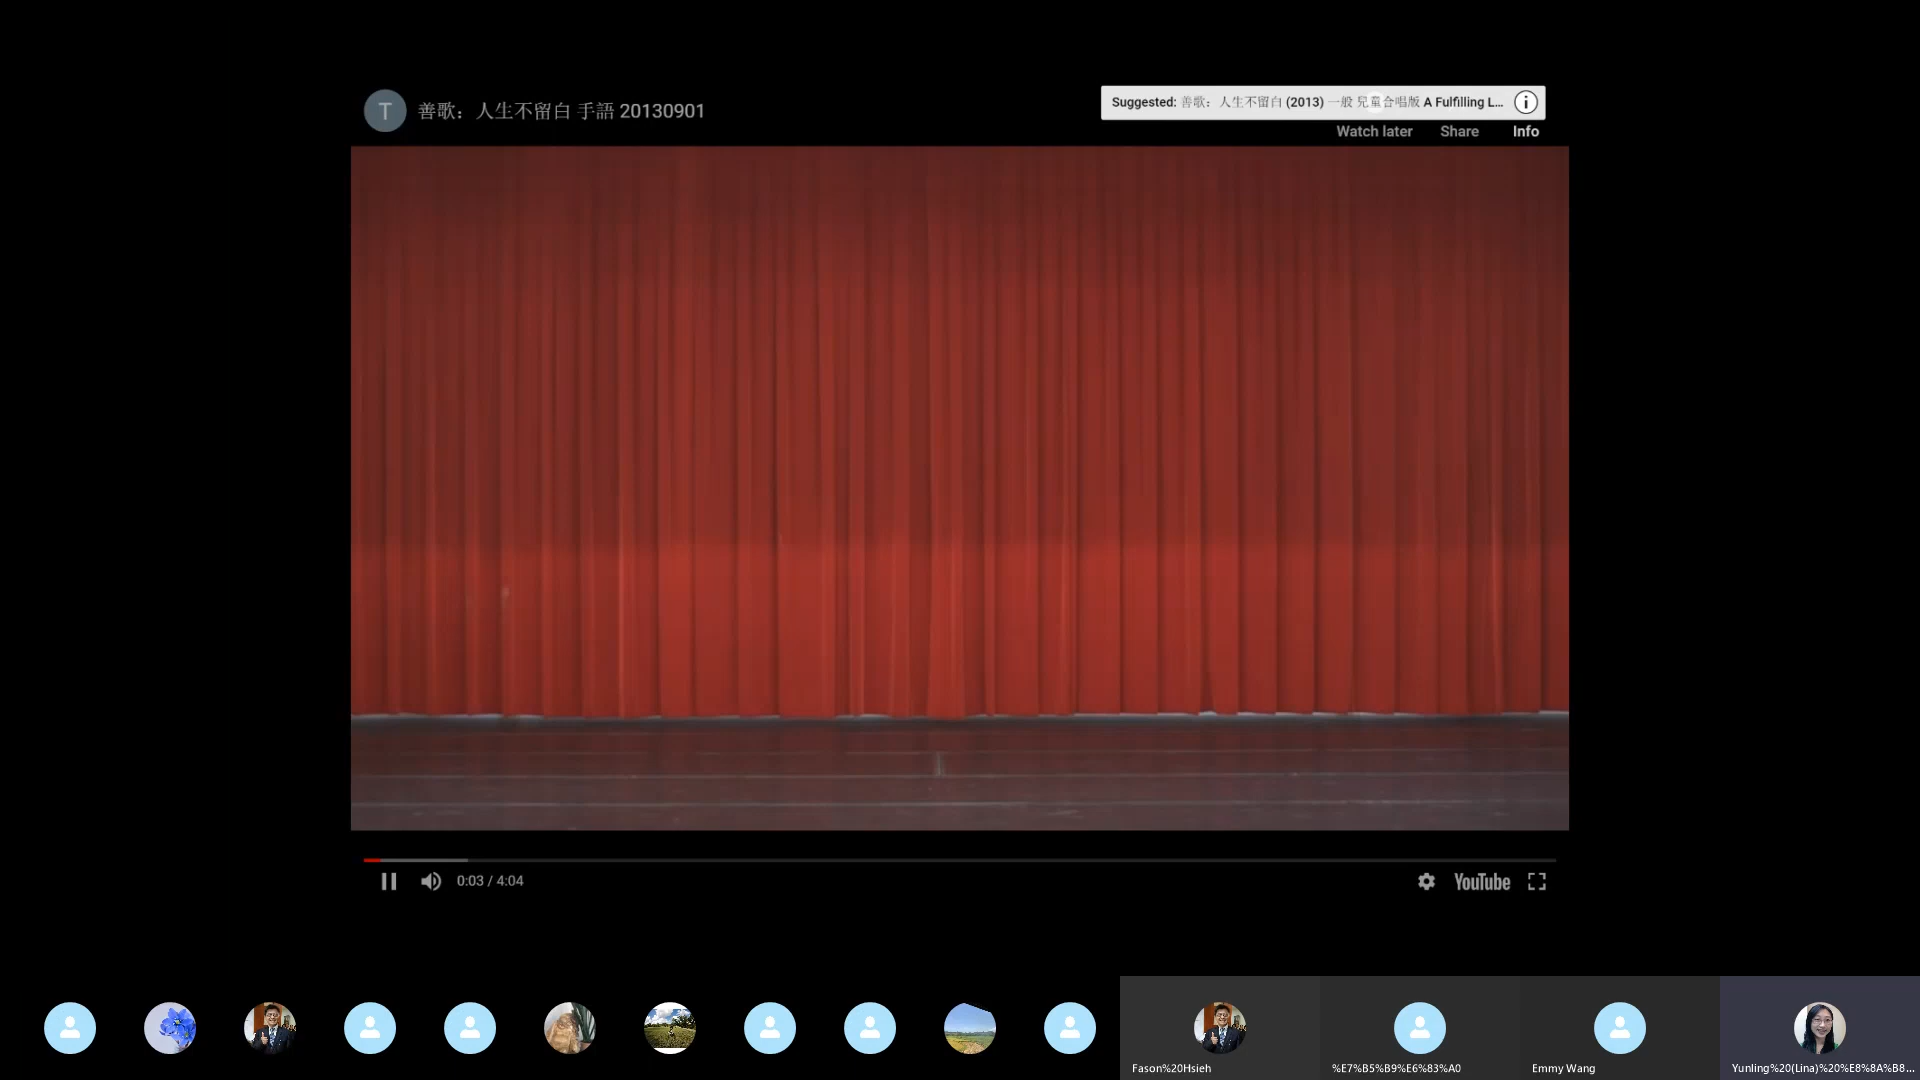 T
善歌：人生不留白 手語 20130901
Suggested: 善歌：人生不留白 (2013) 一般 兒童合唱版 A Fulfilling L...
Watch later Share Info
0:03 / 4:04
YouTube
Fason%20Hsieh
%E7%B5%B9%E6%83%A0
Emmy Wang
Yunling%20(Lina)%20%E8%8A%B8...